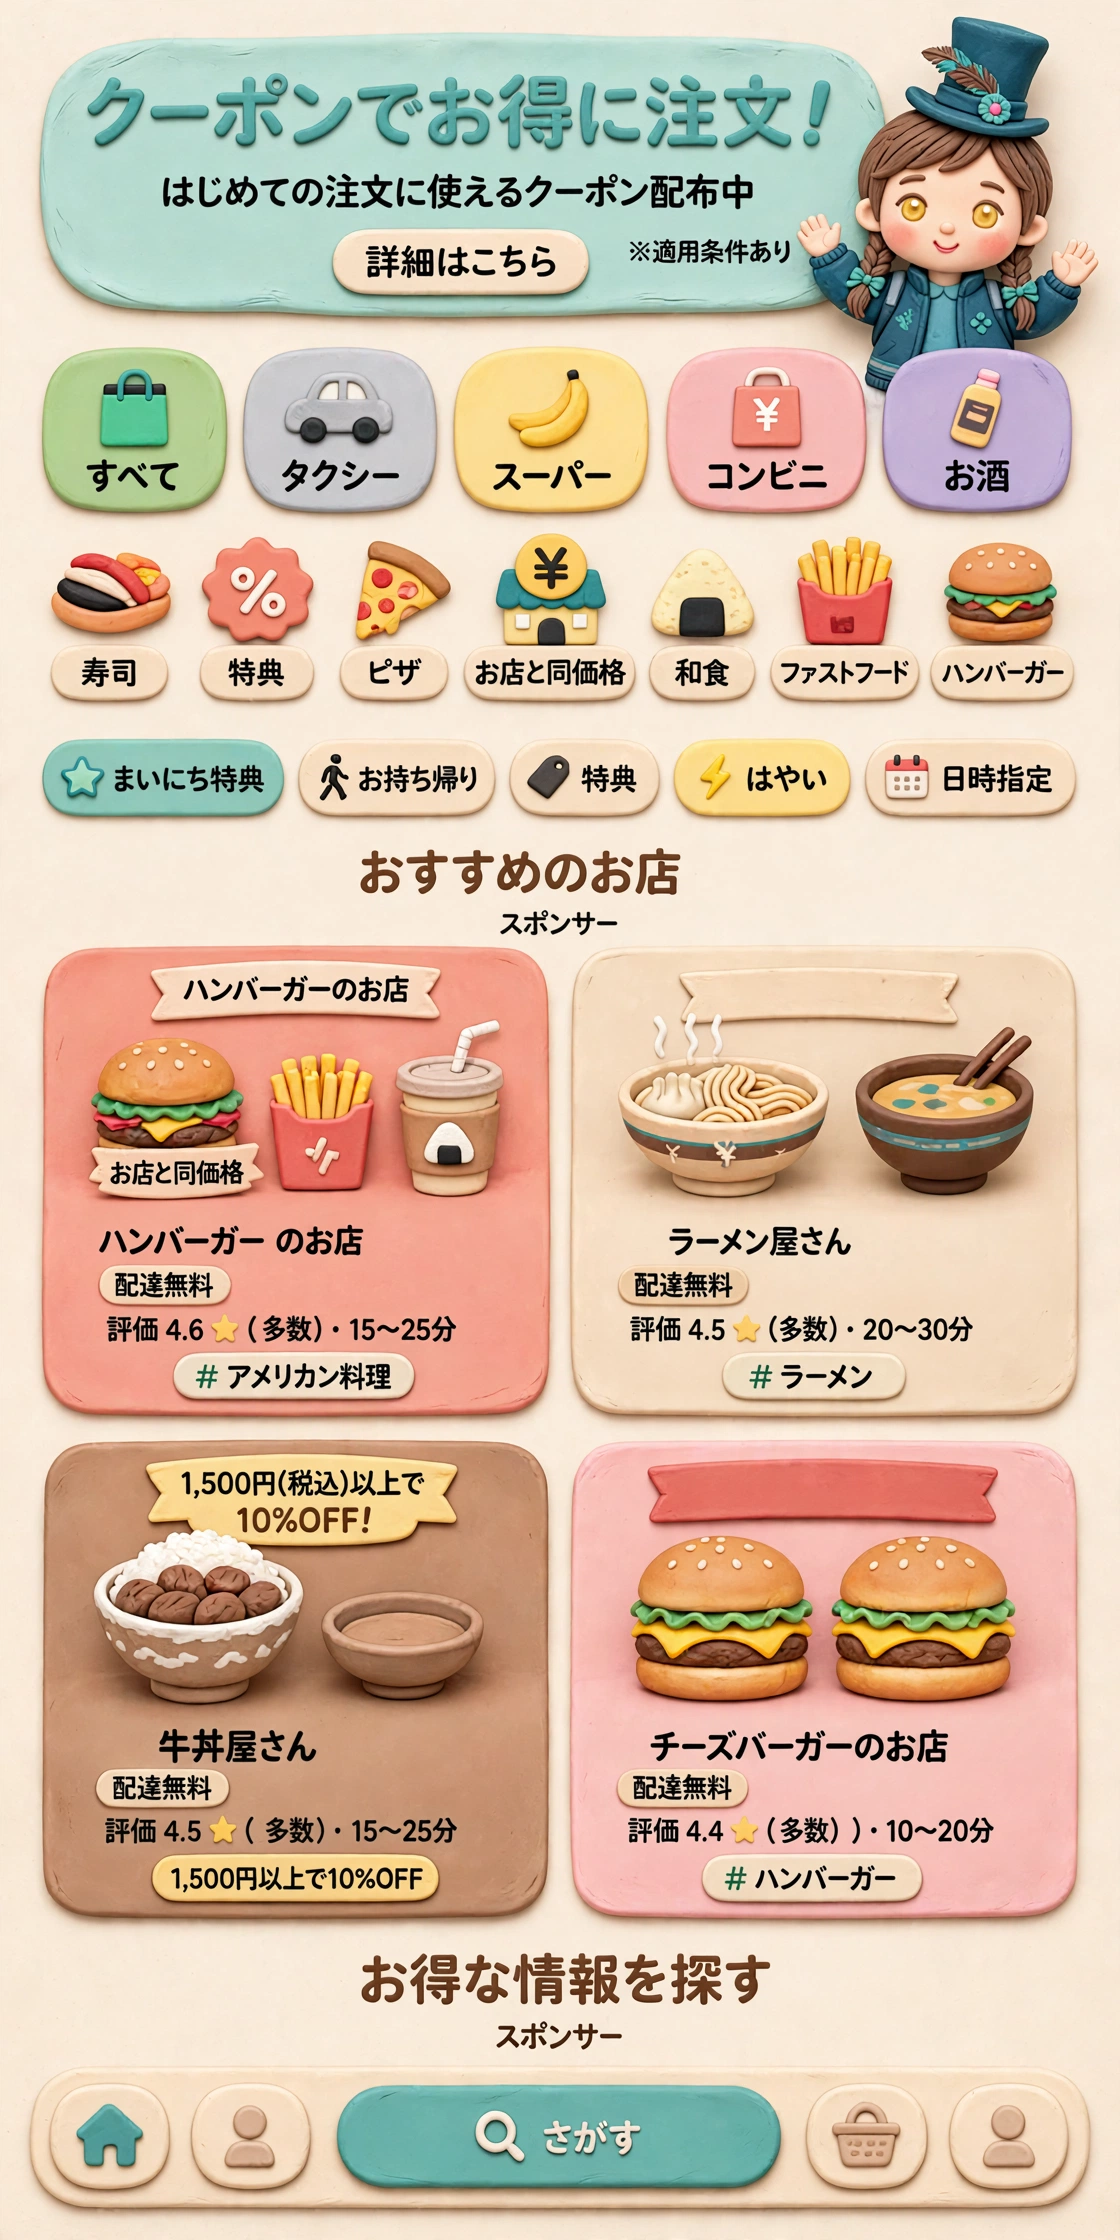 クーポンでお得に注文!
はじめての注文に使えるクーポン配布中
詳細はこちら ※適用条件あり
すべて タクシー スーパー ¥ コンビニ お酒
% ¥
寿司 特典 ピザ お店と同価格 和食 ファストフード ハンバーガー
まいにち特典 お持ち帰り 特典 はやい 日時指定
おすすめのお店
スポンサー
ハンバーガーのお店
お店と同価格
ハンバーガー のお店
配達無料
評価 4.6 ⭐ ( 多数)・15〜25分
# アメリカン料理
¥
ラーメン屋さん
配達無料
評価 4.5 ⭐ (多数)・20〜30分
# ラーメン
1,500円(税込)以上で
10%OFF!
牛丼屋さん
配達無料
評価 4.5 ⭐ ( 多数)・15〜25分
1,500円以上で10%OFF
チーズバーガーのお店
配達無料
評価 4.4 ⭐ (多数) )・10〜20分
# ハンバーガー
お得な情報を探す
スポンサー
さがす